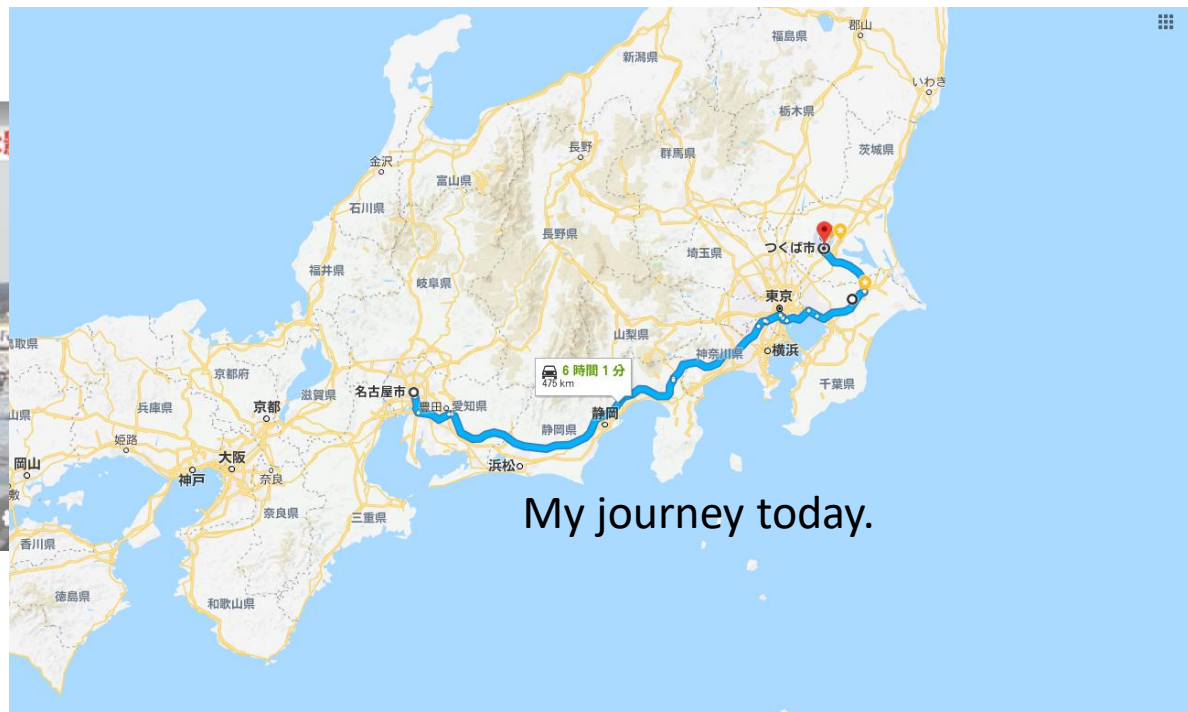 郡山
福島県
新潟県
いわき
栃木県
長野
群馬県
茨城県
金沢
富山県
石川県
長野県
埼玉県
つくば市
福井県
岐阜県
東京
山梨県
神奈川県
横浜
千葉県
6 時間 1 分
475 km
京都府
滋賀県
名古屋市
豊田
愛知県
兵庫県
京都
静岡
静岡県
姫路
大阪
浜松
岡山
神戸
奈良
My journey today.
奈良県
三重県
香川県
徳島県
和歌山県